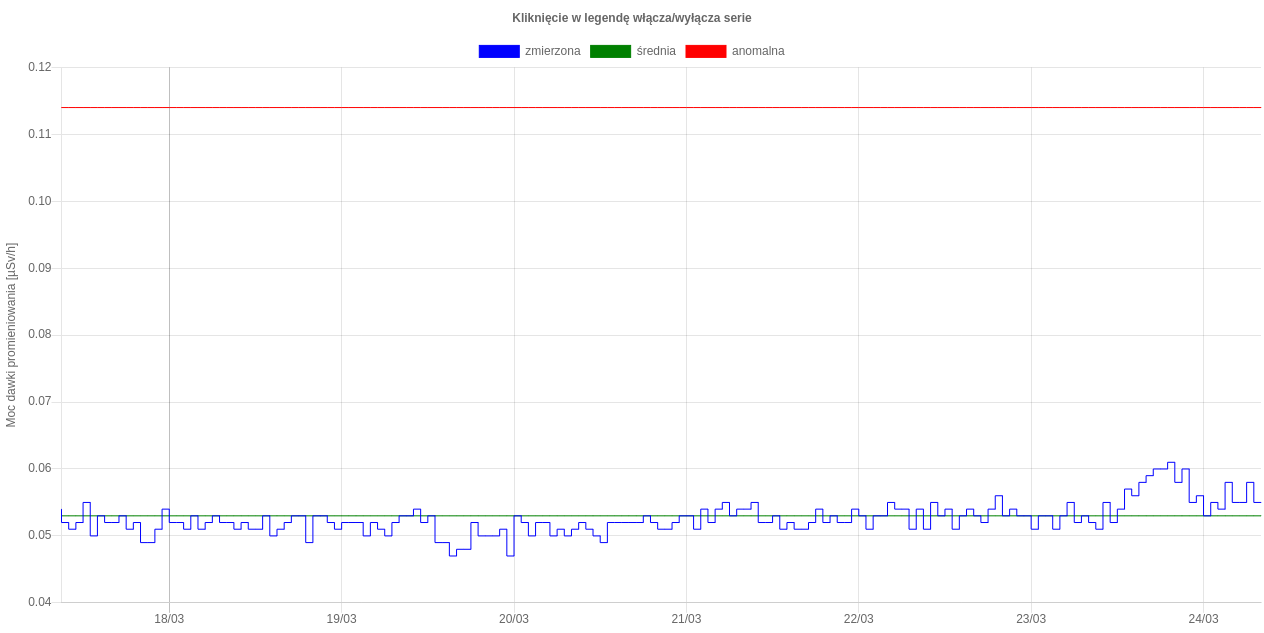 Kliknięcie w legendę włącza/wyłącza serie
zmierzona średnia anomalna
Moc dawki promieniowania [µSv/h]
0.12
0.11
0.10
0.09
0.08
0.07
0.06
0.05
0.04
18/03 19/03 20/03 21/03 22/03 23/03 24/03